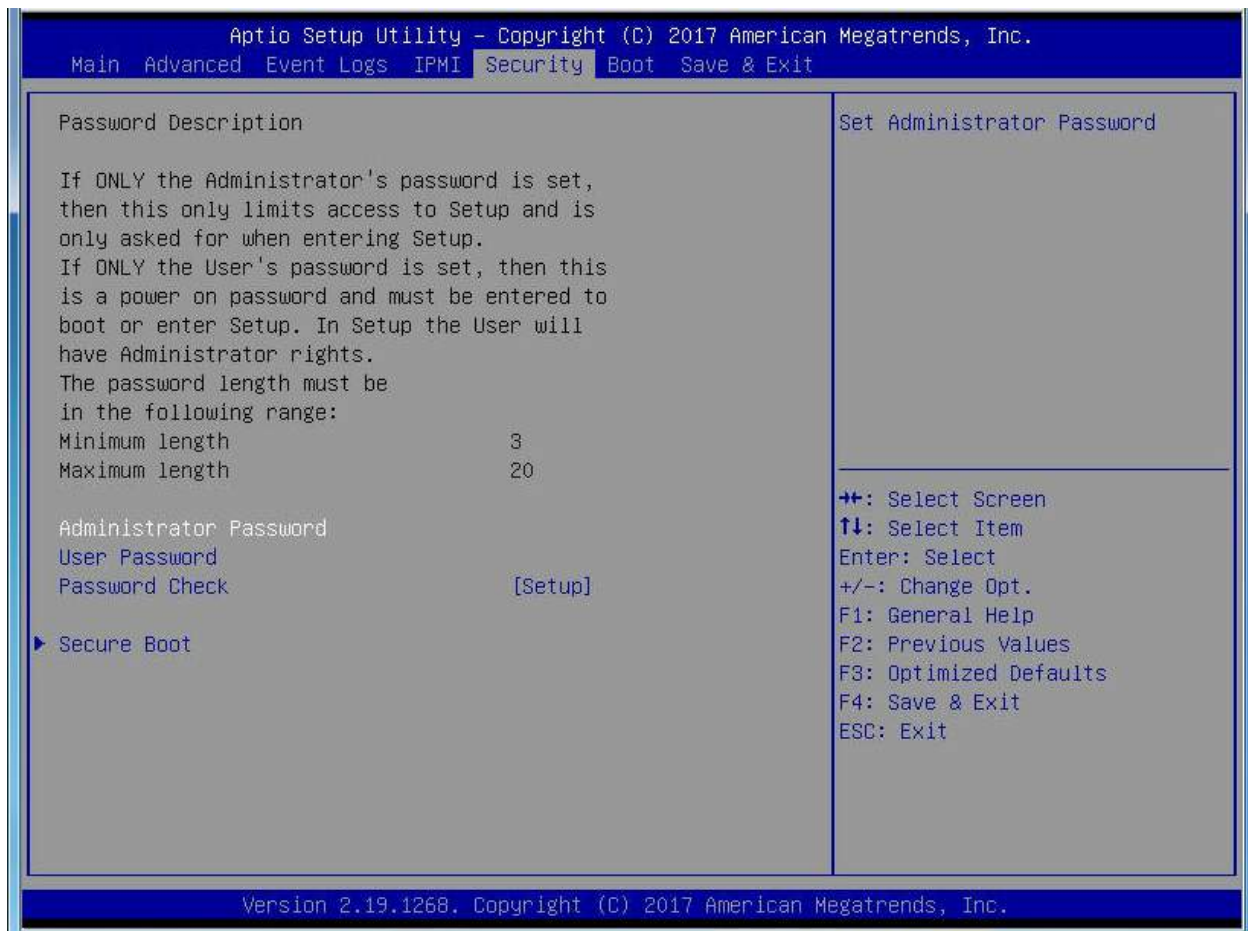 Aptio Setup Utility – Copyright (C) 2017 American Megatrends, Inc.
Main Advanced Event Logs IPMI Security Boot Save & Exit
Password Description
If ONLY the Administrator's password is set,
then this only limits access to Setup and is
only asked for when entering Setup.
If ONLY the User's password is set, then this
is a power on password and must be entered to
boot or enter Setup. In Setup the User will
have Administrator rights.
The password length must be
in the following range:
Minimum length 3
Maximum length 20
Administrator Password
User Password
Password Check [Setup]
Secure Boot
Set Administrator Password
→←: Select Screen
↑↓: Select Item
Enter: Select
+/-: Change Opt.
F1: General Help
F2: Previous Values
F3: Optimized Defaults
F4: Save & Exit
ESC: Exit
Version 2.19.1268. Copyright (C) 2017 American Megatrends, Inc.